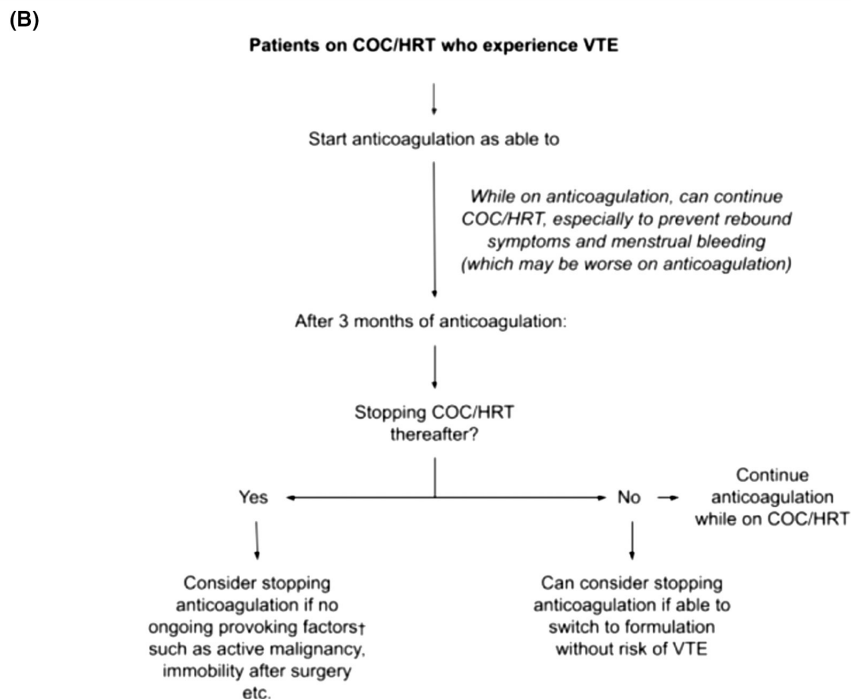 (B)
Patients on COC/HRT who experience VTE
Start anticoagulation as able to
While on anticoagulation, can continue
COC/HRT, especially to prevent rebound
symptoms and menstrual bleeding
(which may be worse on anticoagulation)
After 3 months of anticoagulation:
Stopping COC/HRT
thereafter?
Yes
No
Continue
anticoagulation
while on COC/HRT
Consider stopping
anticoagulation if no
ongoing provoking factors†
such as active malignancy,
immobility after surgery
etc.
Can consider stopping
anticoagulation if able to
switch to formulation
without risk of VTE